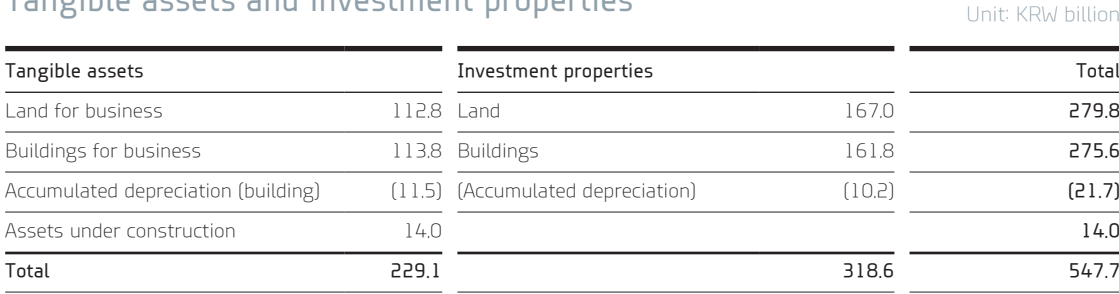 Tangible assets and investment properties
Unit: KRW billion
Tangible assets Investment properties Total
Land for business 112.8 Land 167.0 279.8
Buildings for business 113.8 Buildings 161.8 275.6
Accumulated depreciation (building) (11.5) (Accumulated depreciation) (10.2) (21.7)
Assets under construction 14.0 14.0
Total 229.1 318.6 547.7